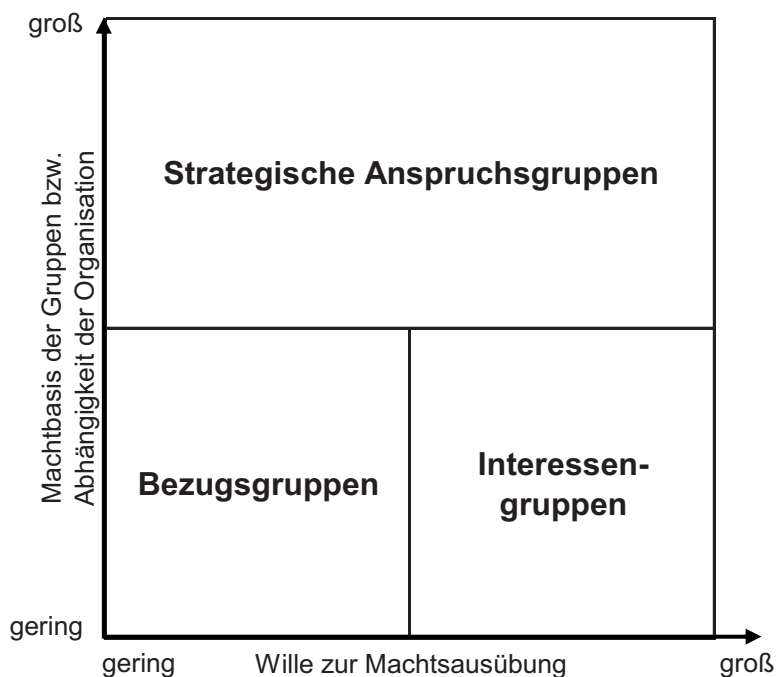 groß
Machtbasis der Gruppen bzw.
Abhängigkeit der Organisation
Strategische Anspruchsgruppen
Bezugsgruppen
Interessen-
gruppen
gering
gering
Wille zur Machtsausübung
groß